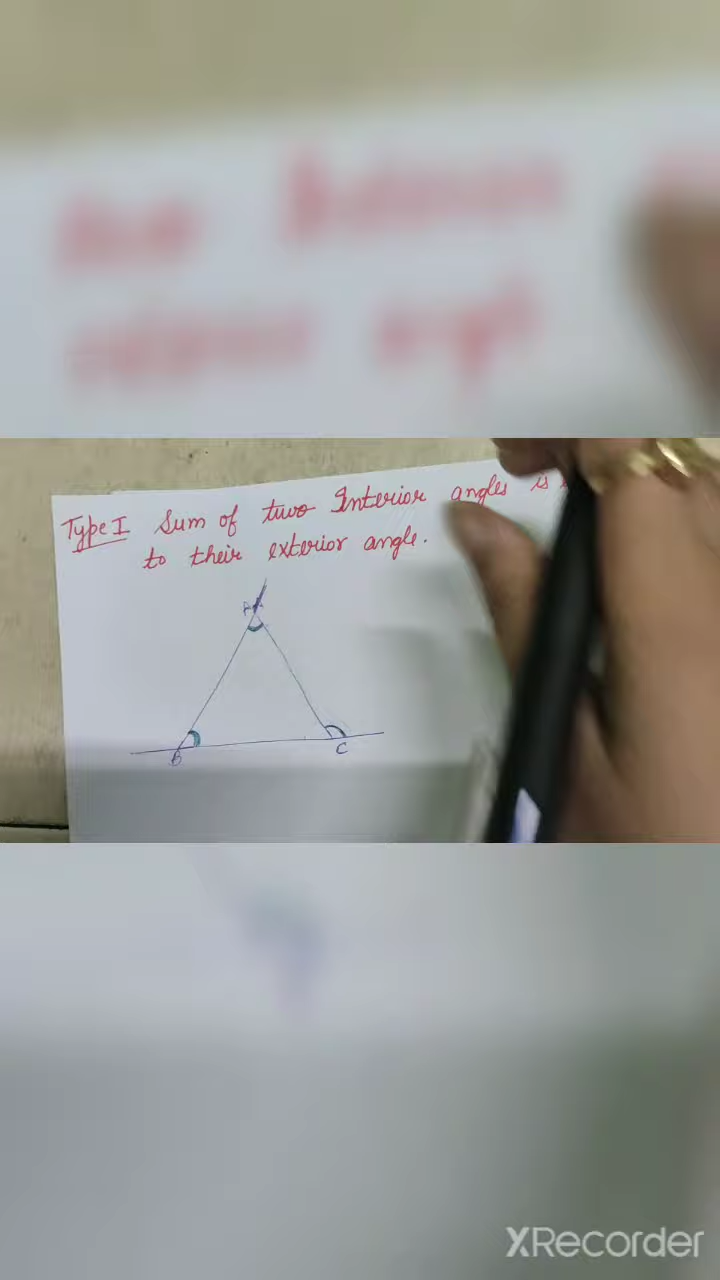 Type I Sum of two Interior angles is
to their exterior angle.
A
B
C
XRecorder